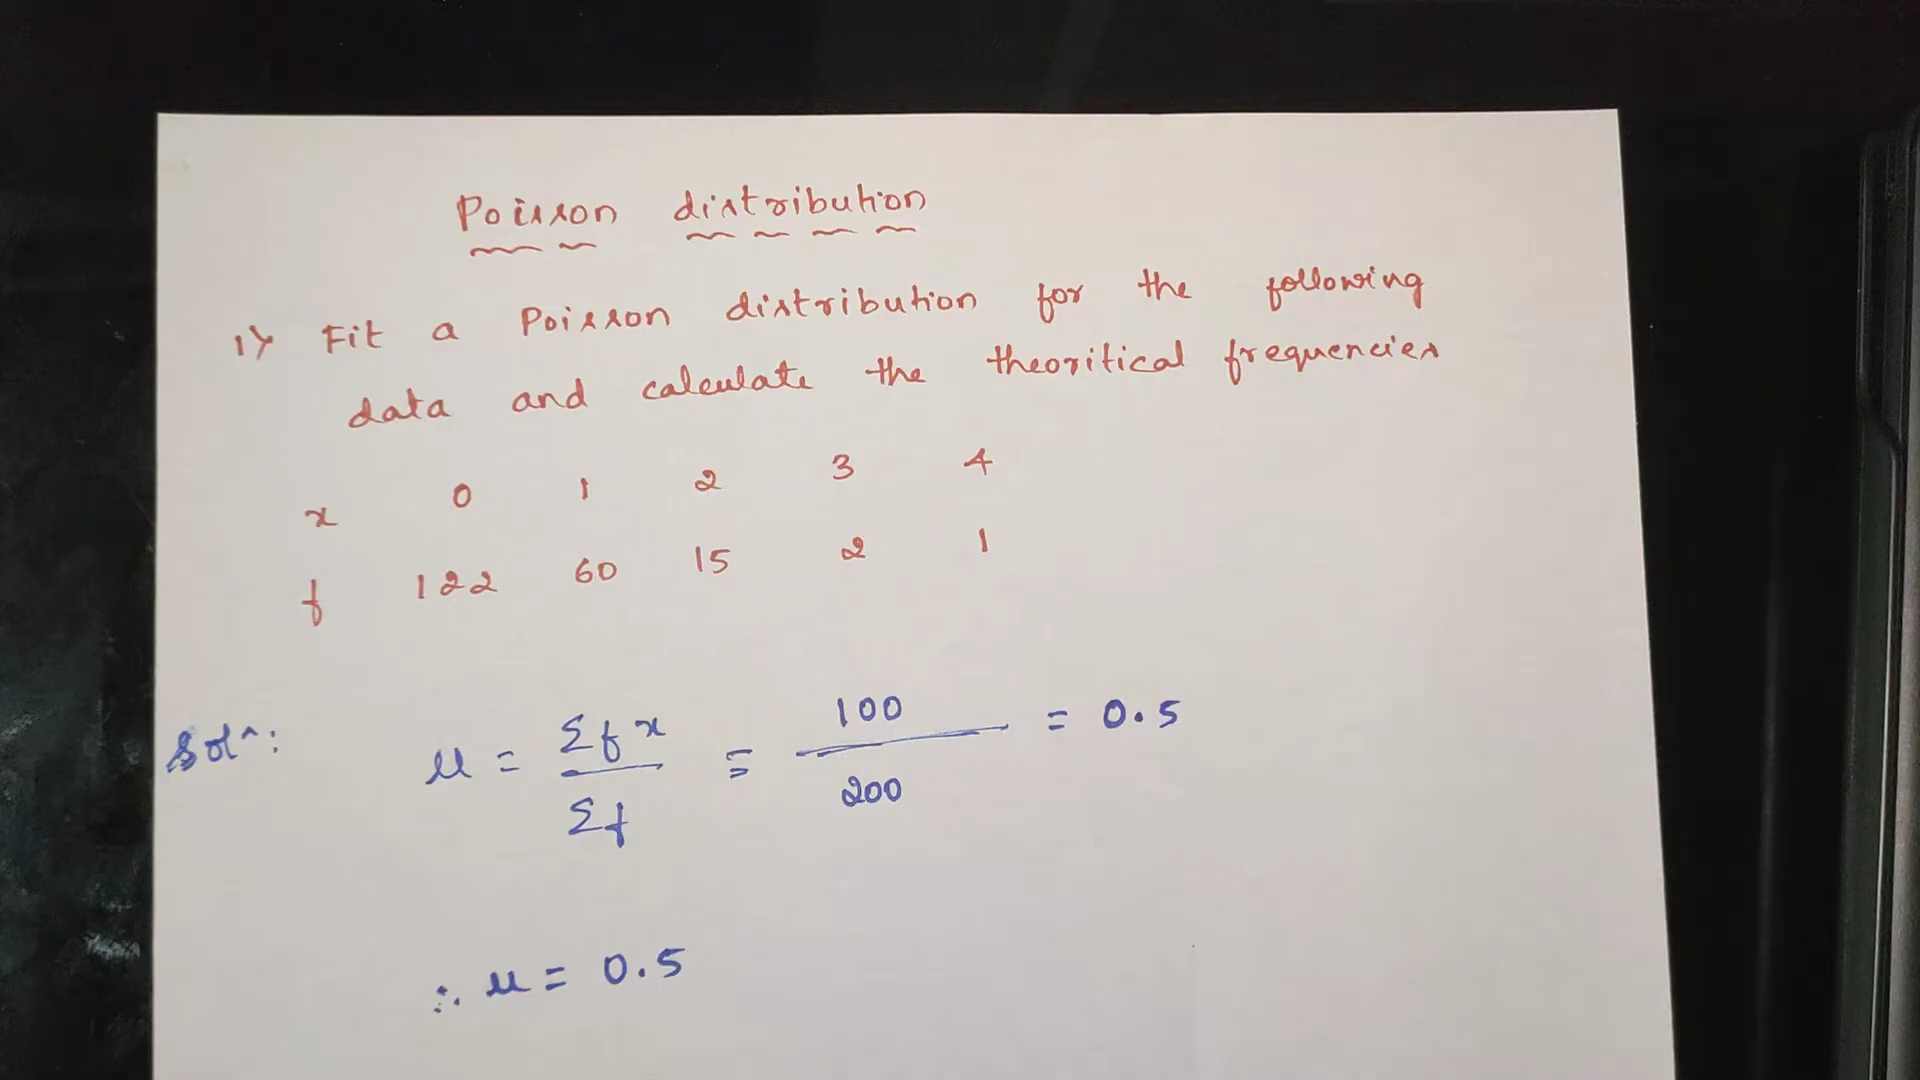 Poisson distribution
1) Fit a Poisson distribution for the following
data and calculate the theoritical frequencies
x 0 1 2 3 4
f 122 60 15 2 1
Solⁿ: μ = Σfx / Σf = 100 / 200 = 0.5
∴ μ = 0.5